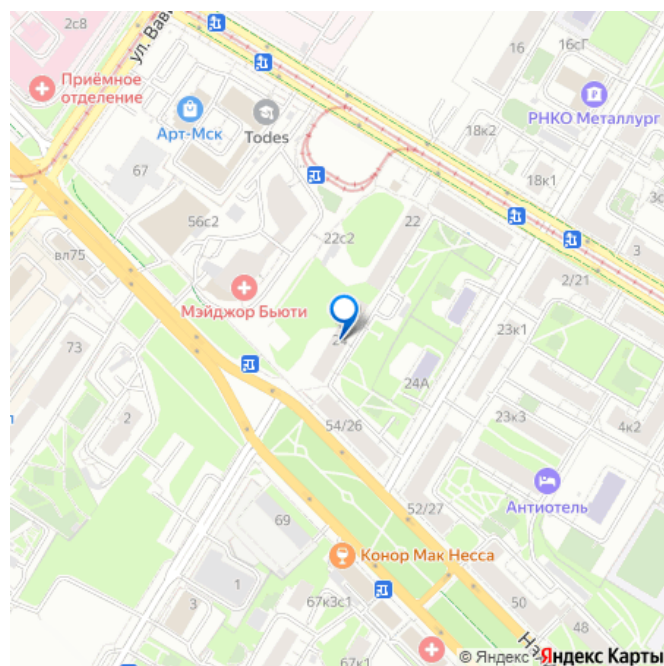 2с8
ул. Вави
16
16сГ
Приёмное
отделение
Арт-Мск
Todes
РНКО Металлург
18к2
67
18к1
3с
56с2
22
22с2
3
вл75
2/21
Мэйджор Бьюти
73
23к1
24А
2
54/26
23к3
4к2
Антиотель
52/27
69
Конор Мак Несса
1
67к3с1
3
50
48
67к1
На
© Яндекс Яндекс Карты